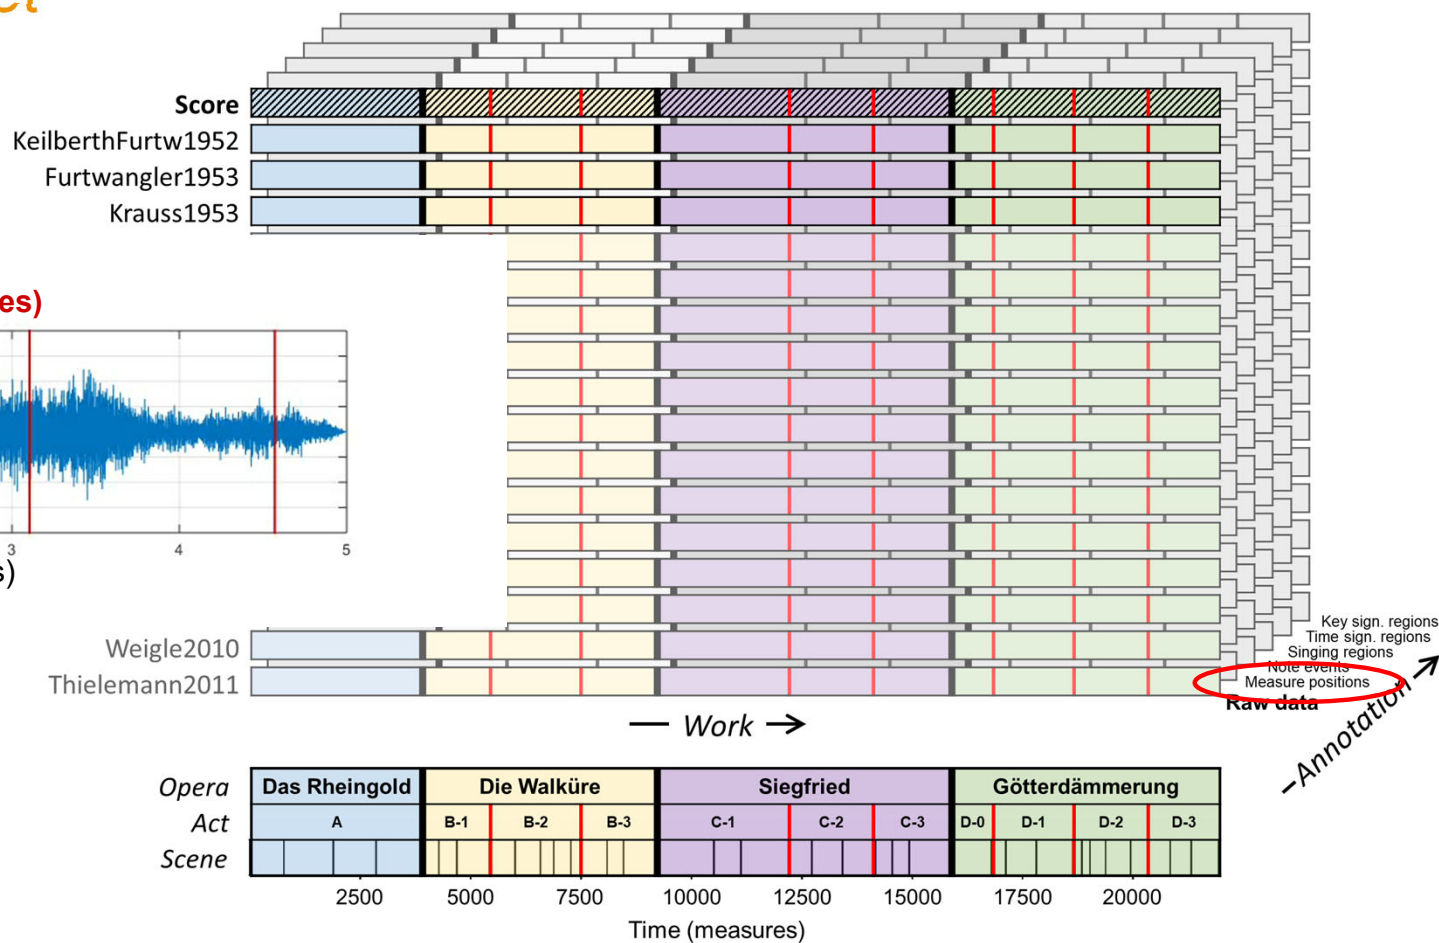 Score
KeilberthFurtw1952
Furtwangler1953
Krauss1953
es)
3 4 5
s)
Weigle2010
Thielemann2011
Key sign. regions
Time sign. regions
Singing regions
Note events
Measure positions
Raw data
Annotation
Work
Opera Das Rheingold Die Walküre Siegfried Götterdämmerung
Act A B-1 B-2 B-3 C-1 C-2 C-3 D-0 D-1 D-2 D-3
Scene
2500 5000 7500 10000 12500 15000 17500 20000
Time (measures)